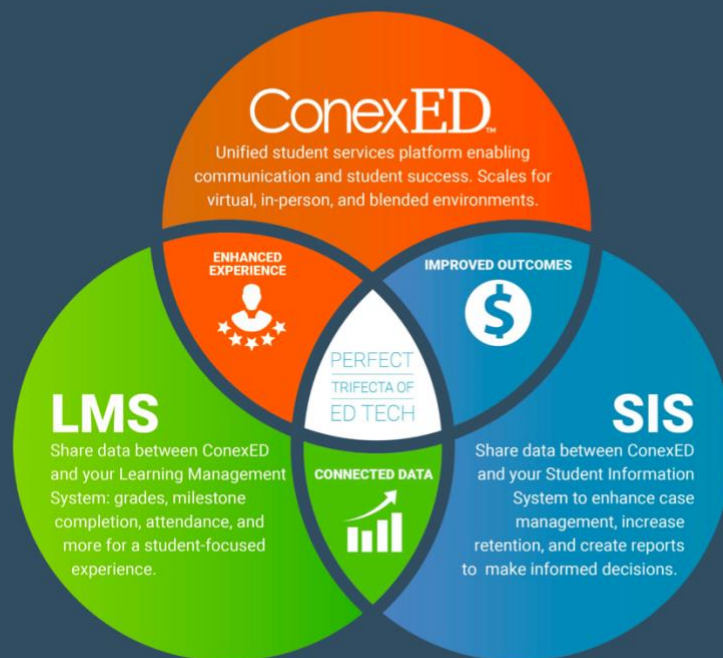 ConexED™
Unified student services platform enabling
communication and student success. Scales for
virtual, in-person, and blended environments.
ENHANCED
EXPERIENCE
IMPROVED OUTCOMES
$
PERFECT
TRIFECTA OF
ED TECH
LMS
Share data between ConexED
and your Learning Management
System: grades, milestone
completion, attendance, and
more for a student-focused
experience.
CONNECTED DATA
SIS
Share data between ConexED
and your Student Information
System to enhance case
management, increase
retention, and create reports
to make informed decisions.